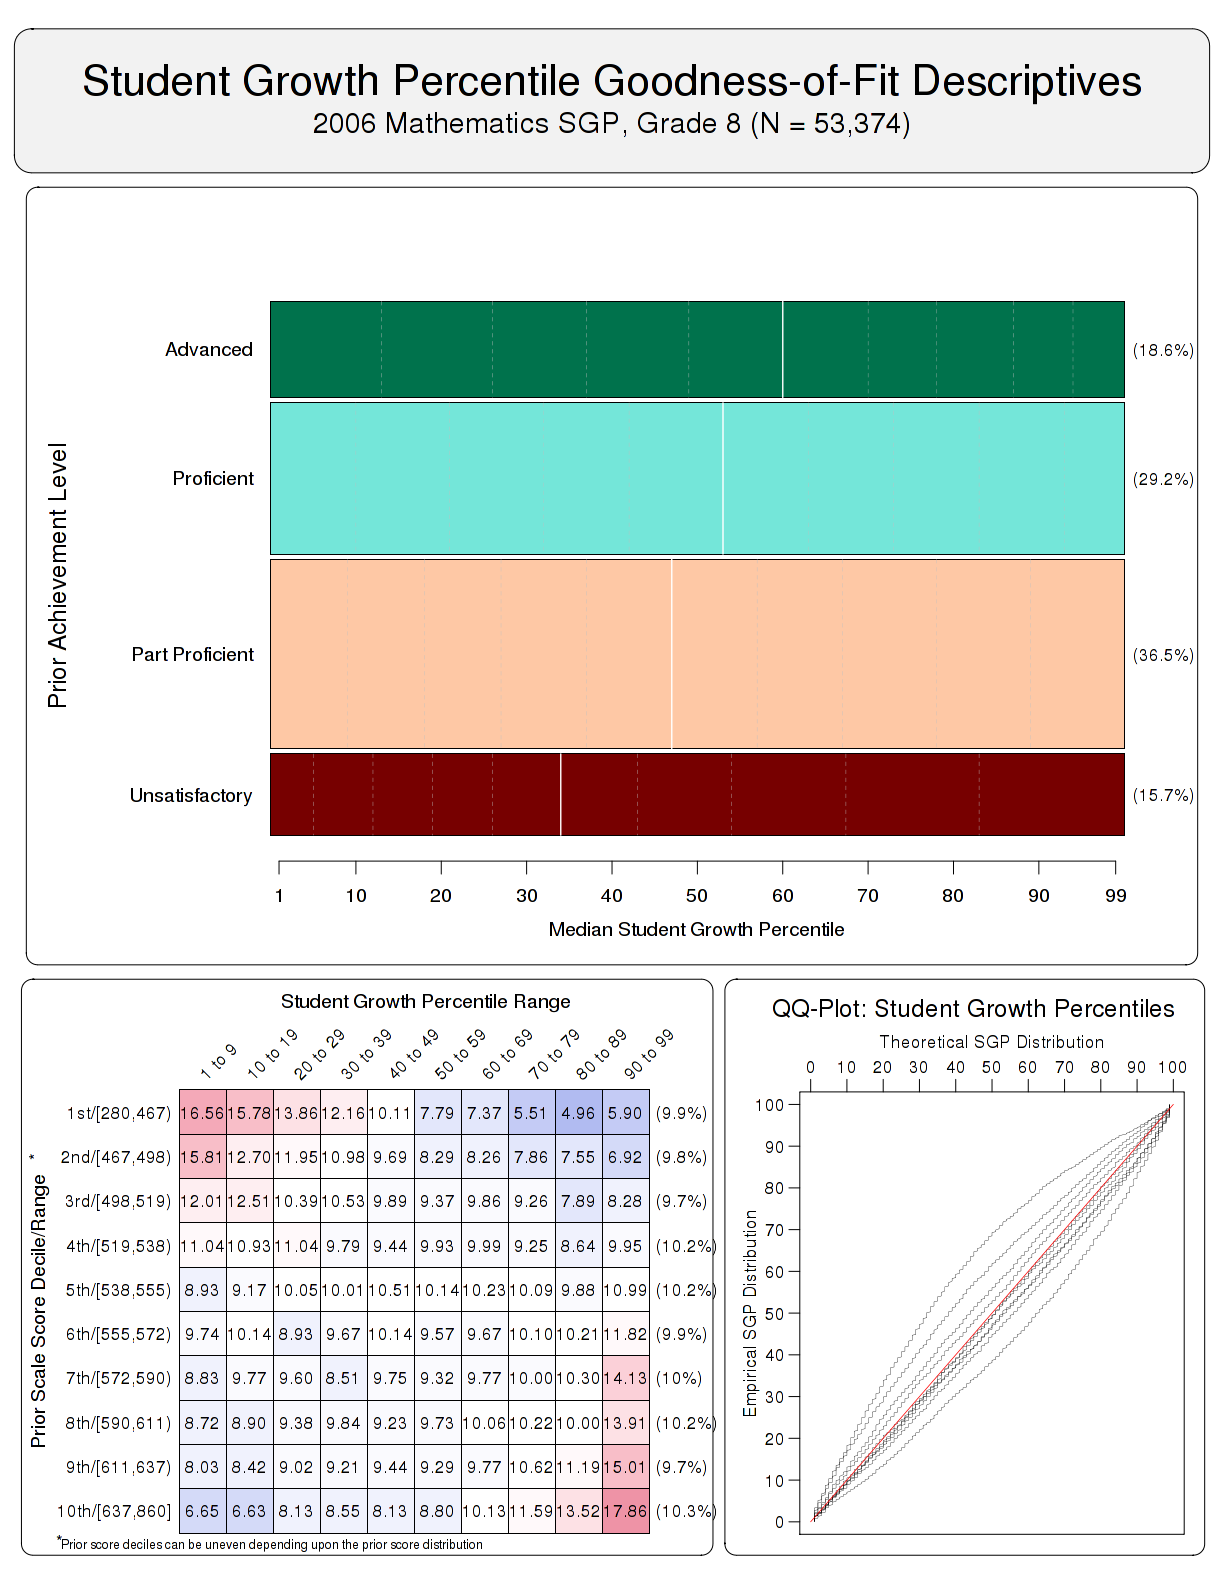 Student Growth Percentile Goodness-of-Fit Descriptives
2006 Mathematics SGP, Grade 8 (N = 53,374)
Prior Achievement Level
Advanced (18.6%)
Proficient (29.2%)
Part Proficient (36.5%)
Unsatisfactory (15.7%)
1 10 20 30 40 50 60 70 80 90 99
Median Student Growth Percentile
Student Growth Percentile Range
1 to 9 10 to 19 20 to 29 30 to 39 40 to 49 50 to 59 60 to 69 70 to 79 80 to 89 90 to 99
Prior Scale Score Decile/Range *
1st/[280,467) 16.56 15.78 13.86 12.16 10.11 7.79 7.37 5.51 4.96 5.90 (9.9%)
2nd/[467,498) 15.81 12.70 11.95 10.98 9.69 8.29 8.26 7.86 7.55 6.92 (9.8%)
3rd/[498,519) 12.01 12.51 10.39 10.53 9.89 9.37 9.86 9.26 7.89 8.28 (9.7%)
4th/[519,538) 11.04 10.93 11.04 9.79 9.44 9.93 9.99 9.25 8.64 9.95 (10.2%)
5th/[538,555) 8.93 9.17 10.05 10.01 10.51 10.14 10.23 10.09 9.88 10.99 (10.2%)
6th/[555,572) 9.74 10.14 8.93 9.67 10.14 9.57 9.67 10.10 10.21 11.82 (9.9%)
7th/[572,590) 8.83 9.77 9.60 8.51 9.75 9.32 9.77 10.00 10.30 14.13 (10%)
8th/[590,611) 8.72 8.90 9.38 9.84 9.23 9.73 10.06 10.22 10.00 13.91 (10.2%)
9th/[611,637) 8.03 8.42 9.02 9.21 9.44 9.29 9.77 10.62 11.19 15.01 (9.7%)
10th/[637,860] 6.65 6.63 8.13 8.55 8.13 8.80 10.13 11.59 13.52 17.86 (10.3%)
*Prior score deciles can be uneven depending upon the prior score distribution
QQ-Plot: Student Growth Percentiles
Theoretical SGP Distribution
0 10 20 30 40 50 60 70 80 90 100
Empirical SGP Distribution
100
90
80
70
60
50
40
30
20
10
0